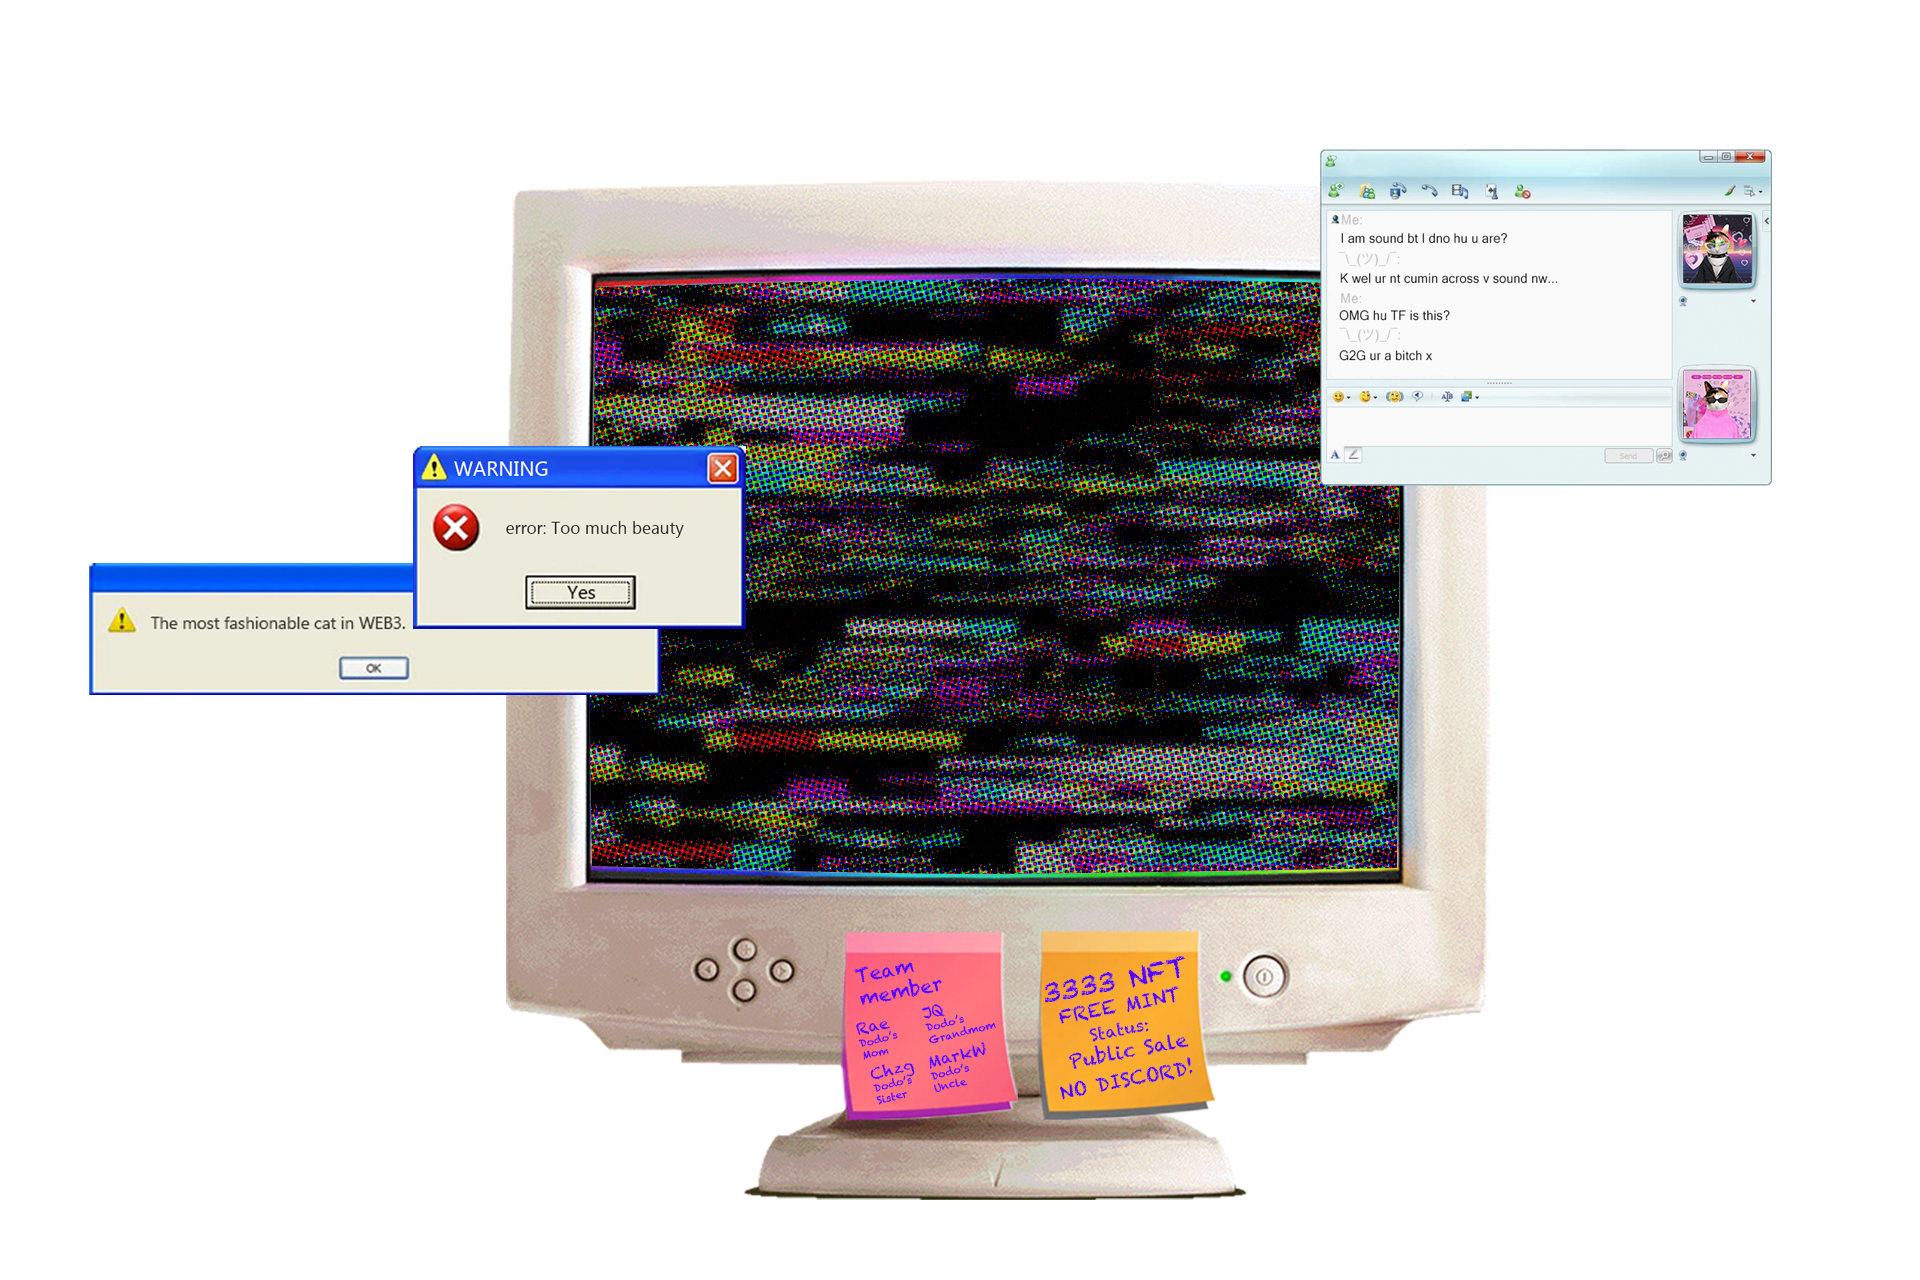 Me:
I am sound bt I dno hu u are?
¯\_(ツ)_/¯:
K wel ur nt cumin across v sound nw...
Me:
OMG hu TF is this?
¯\_(ツ)_/¯:
G2G ur a bitch x
A
Send
WARNING
error: Too much beauty
Yes
The most fashionable cat in WEB3.
OK
Team
member
Rae
Dodo's
Mom
JQ
Dodo's
Grandmom
Chzg
Dodo's
Sister
MarkW
Dodo's
Uncle
3333 NFT
FREE MINT
Status:
Public Sale
NO DISCORD!